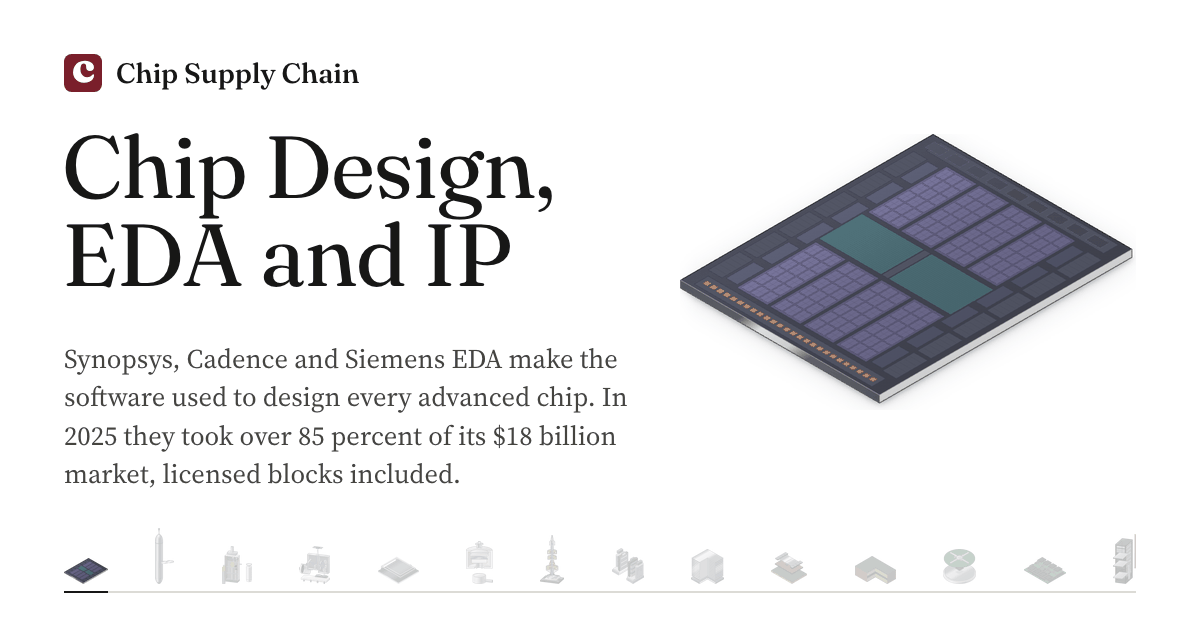 c
Chip Supply Chain
Chip Design,
EDA and IP
Synopsys, Cadence and Siemens EDA make the
software used to design every advanced chip. In
2025 they took over 85 percent of its $18 billion
market, licensed blocks included.